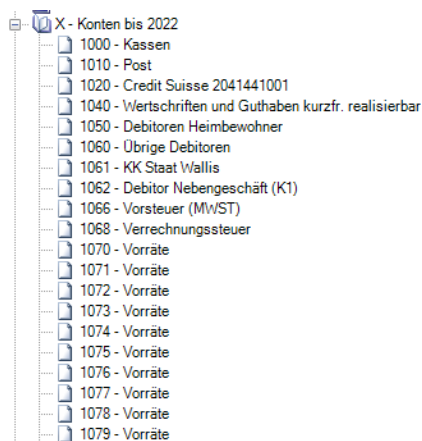 X - Konten bis 2022
1000 - Kassen
1010 - Post
1020 - Credit Suisse 2041441001
1040 - Wertschriften und Guthaben kurzfr. realisierbar
1050 - Debitoren Heimbewohner
1060 - Übrige Debitoren
1061 - KK Staat Wallis
1062 - Debitor Nebengeschäft (K1)
1066 - Vorsteuer (MWST)
1068 - Verrechnungssteuer
1070 - Vorräte
1071 - Vorräte
1072 - Vorräte
1073 - Vorräte
1074 - Vorräte
1075 - Vorräte
1076 - Vorräte
1077 - Vorräte
1078 - Vorräte
1079 - Vorräte